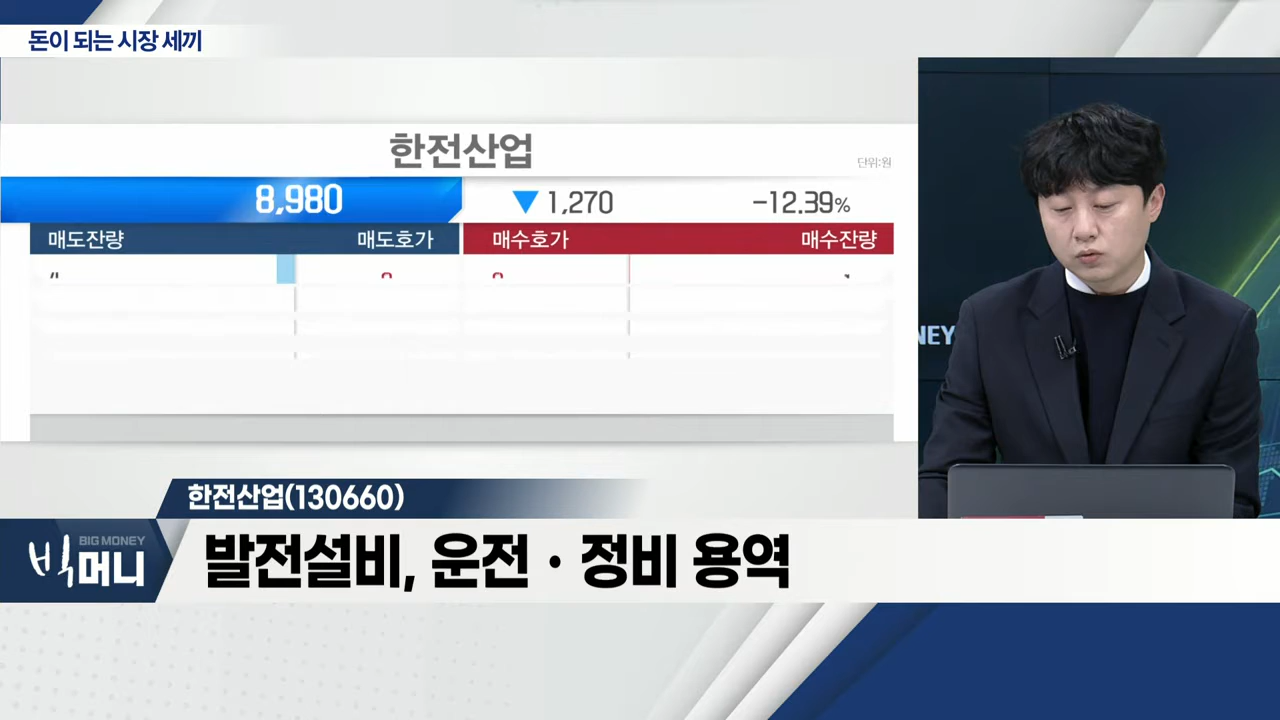 돈이 되는 시장 세끼
한전산업
단위:원
8,980 ▼ 1,270 -12.39%
매도잔량 매도호가 매수호가 매수잔량
NEY
한전산업(130660)
BIG MONEY
빅머니
발전설비, 운전 · 정비 용역